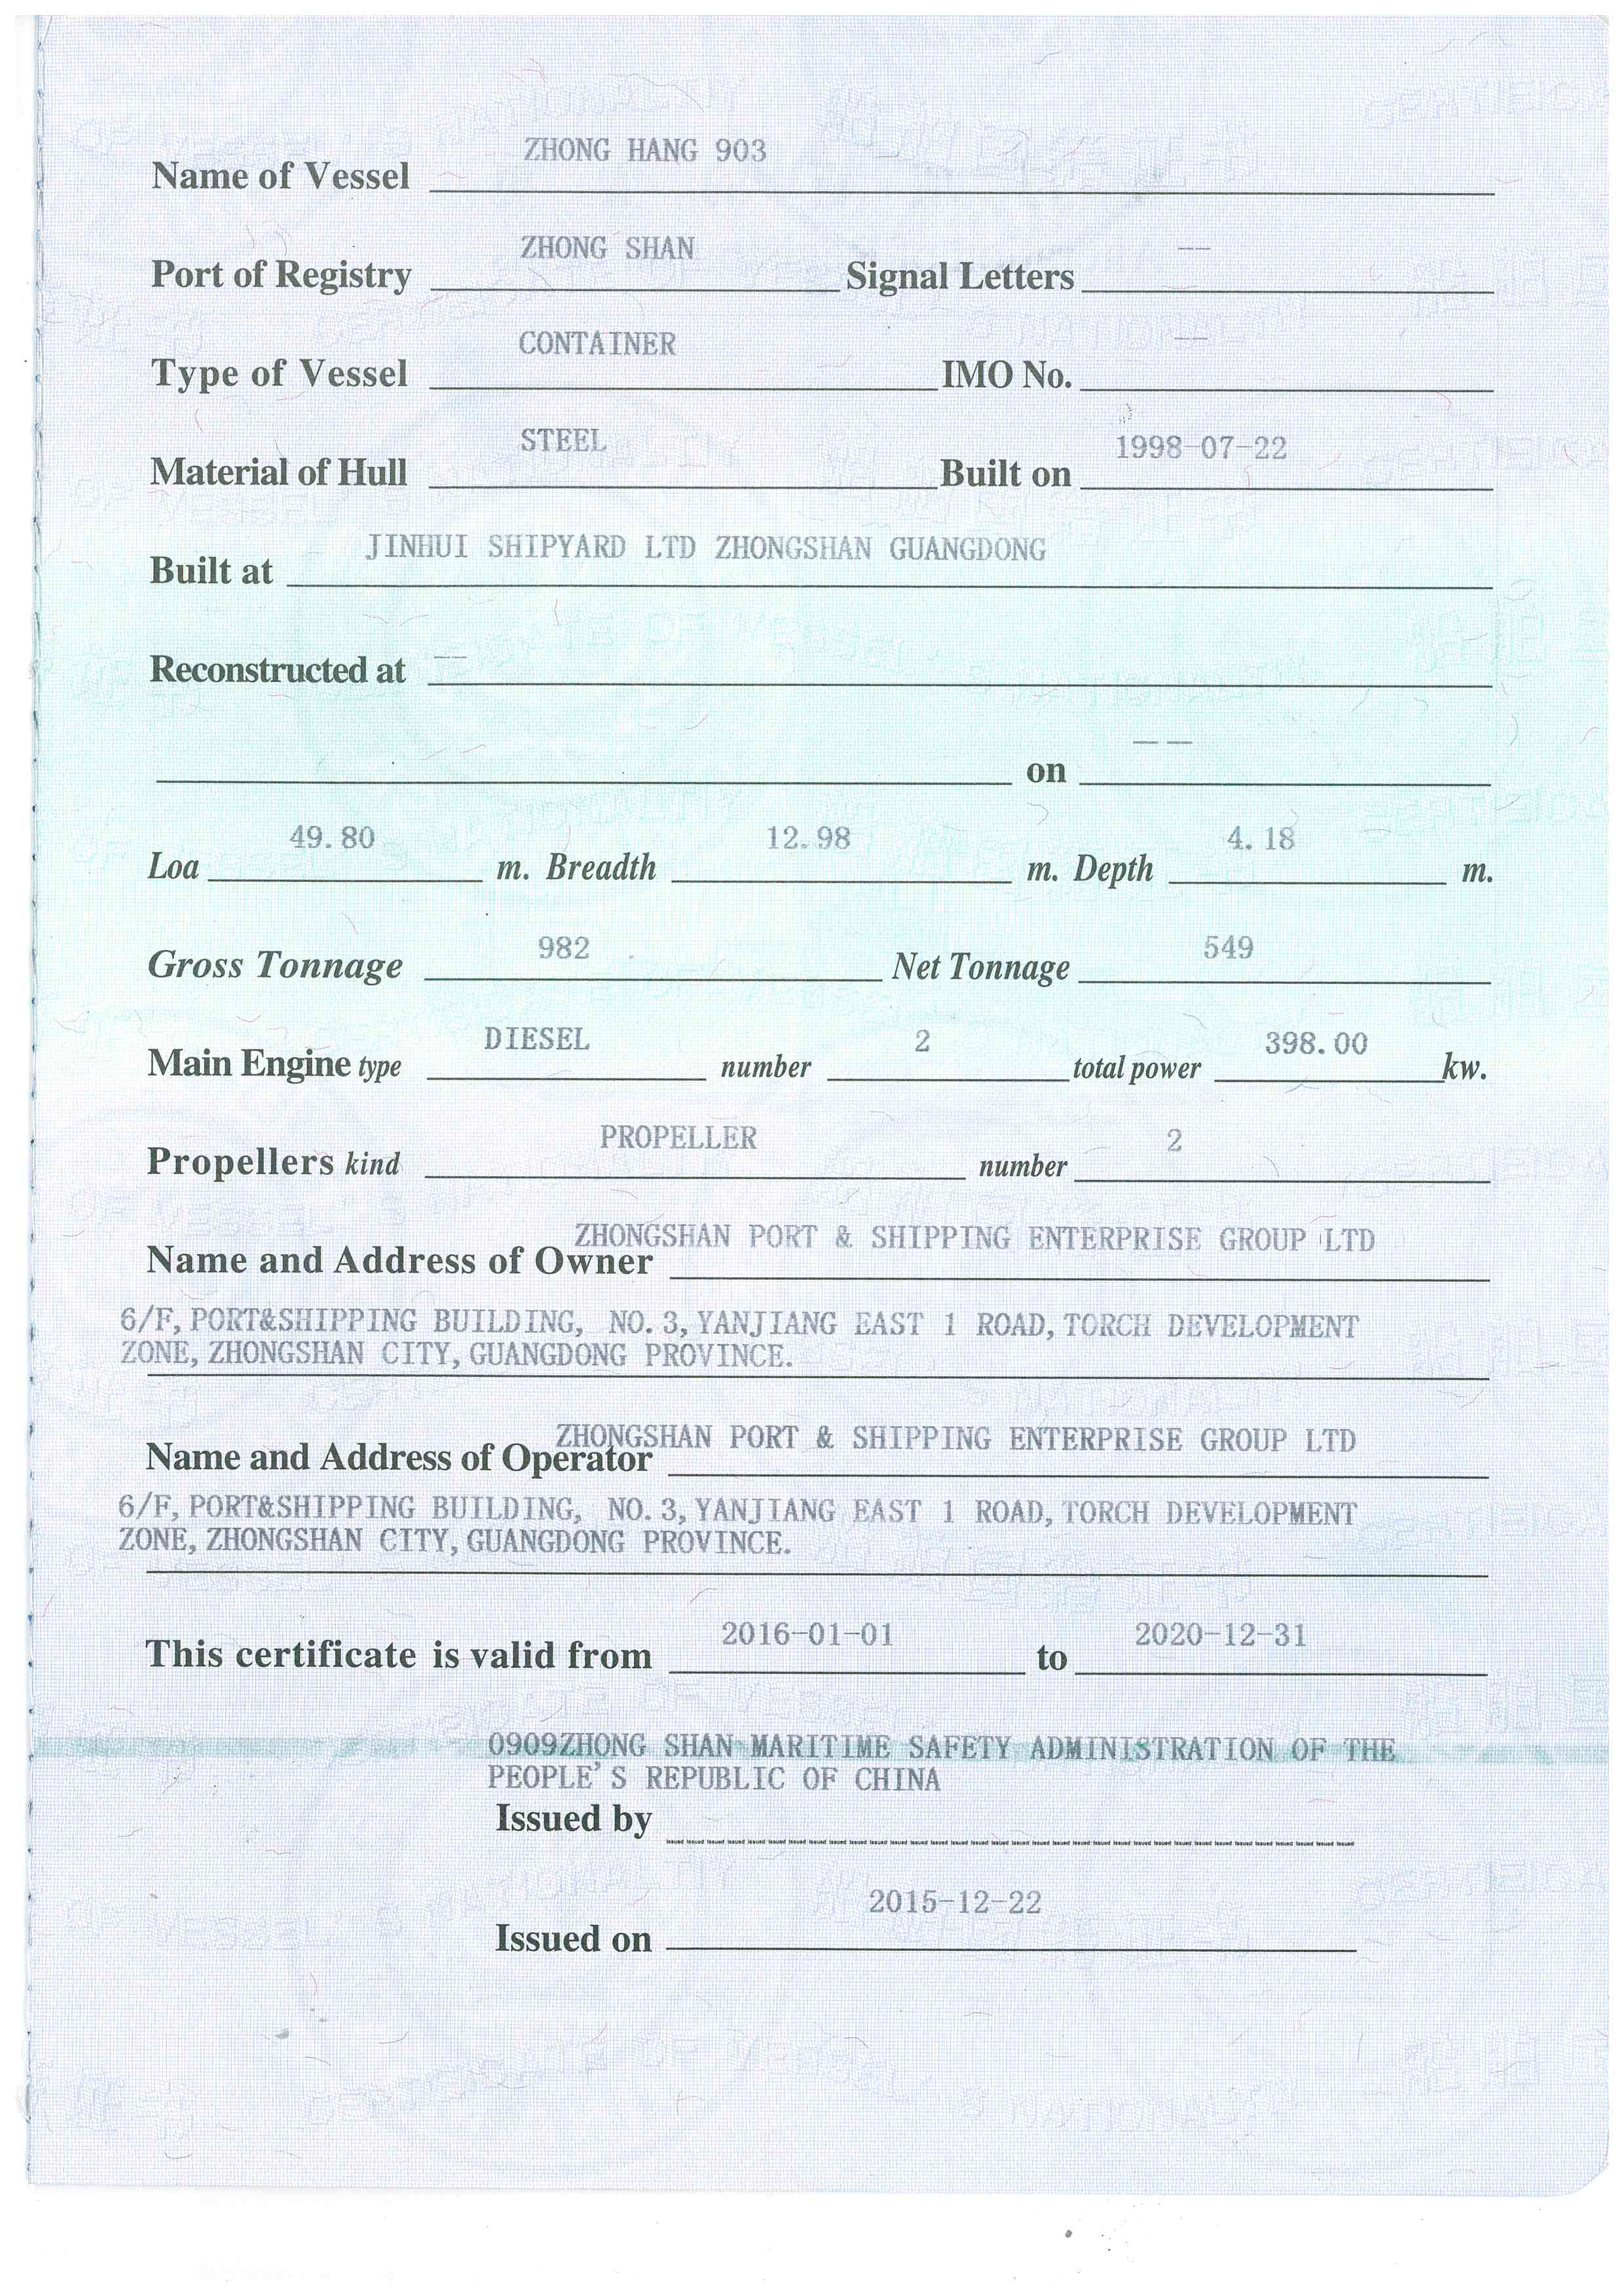 ZHONG HANG 903
Name of Vessel
ZHONG SHAN —
Port of Registry Signal Letters
CONTAINER —
Type of Vessel IMO No.
STEEL 1998-07-22
Material of Hull Built on
JINHUI SHIPYARD LTD ZHONGSHAN GUANGDONG
Built at
Reconstructed at —
— —
on
49.80 12.98 4.18
Loa m. Breadth m. Depth m.
982 549
Gross Tonnage Net Tonnage
DIESEL 2 398.00
Main Engine type number total power kw.
PROPELLER 2
Propellers kind number
ZHONGSHAN PORT & SHIPPING ENTERPRISE GROUP LTD
Name and Address of Owner
6/F, PORT&SHIPPING BUILDING, NO. 3, YANJIANG EAST 1 ROAD, TORCH DEVELOPMENT
ZONE, ZHONGSHAN CITY, GUANGDONG PROVINCE.
ZHONGSHAN PORT & SHIPPING ENTERPRISE GROUP LTD
Name and Address of Operator
6/F, PORT&SHIPPING BUILDING, NO. 3, YANJIANG EAST 1 ROAD, TORCH DEVELOPMENT
ZONE, ZHONGSHAN CITY, GUANGDONG PROVINCE.
2016-01-01 2020-12-31
This certificate is valid from to
0909ZHONG SHAN MARITIME SAFETY ADMINISTRATION OF THE
PEOPLE'S REPUBLIC OF CHINA
Issued by
2015-12-22
Issued on